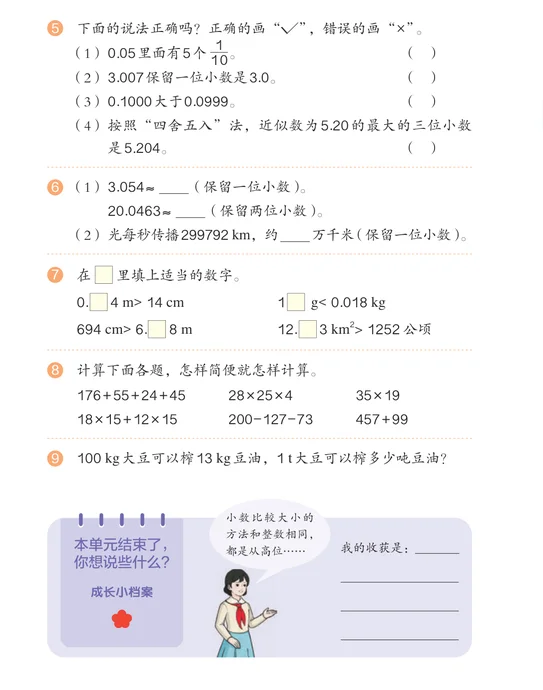 5 下面的说法正确吗?正确的画“✓”,错误的画“×”。
(1)0.05里面有5个1/10。 ( )
(2)3.007保留一位小数是3.0。 ( )
(3)0.1000大于0.0999。 ( )
(4)按照“四舍五入”法,近似数为5.20的最大的三位小数
是5.204。 ( )
6 (1)3.054≈____(保留一位小数)。
20.0463≈____(保留两位小数)。
(2)光每秒传播299792 km,约____万千米(保留一位小数)。
7 在□里填上适当的数字。
0.□4 m> 14 cm 1□ g< 0.018 kg
694 cm> 6.□8 m 12.□3 km²> 1252 公顷
8 计算下面各题,怎样简便就怎样计算。
176+55+24+45 28×25×4 35×19
18×15+12×15 200-127-73 457+99
9 100 kg大豆可以榨13 kg豆油,1 t大豆可以榨多少吨豆油?
本单元结束了,
你想说些什么?
成长小档案
小数比较大小的
方法和整数相同,
都是从高位……
我的收获是:______